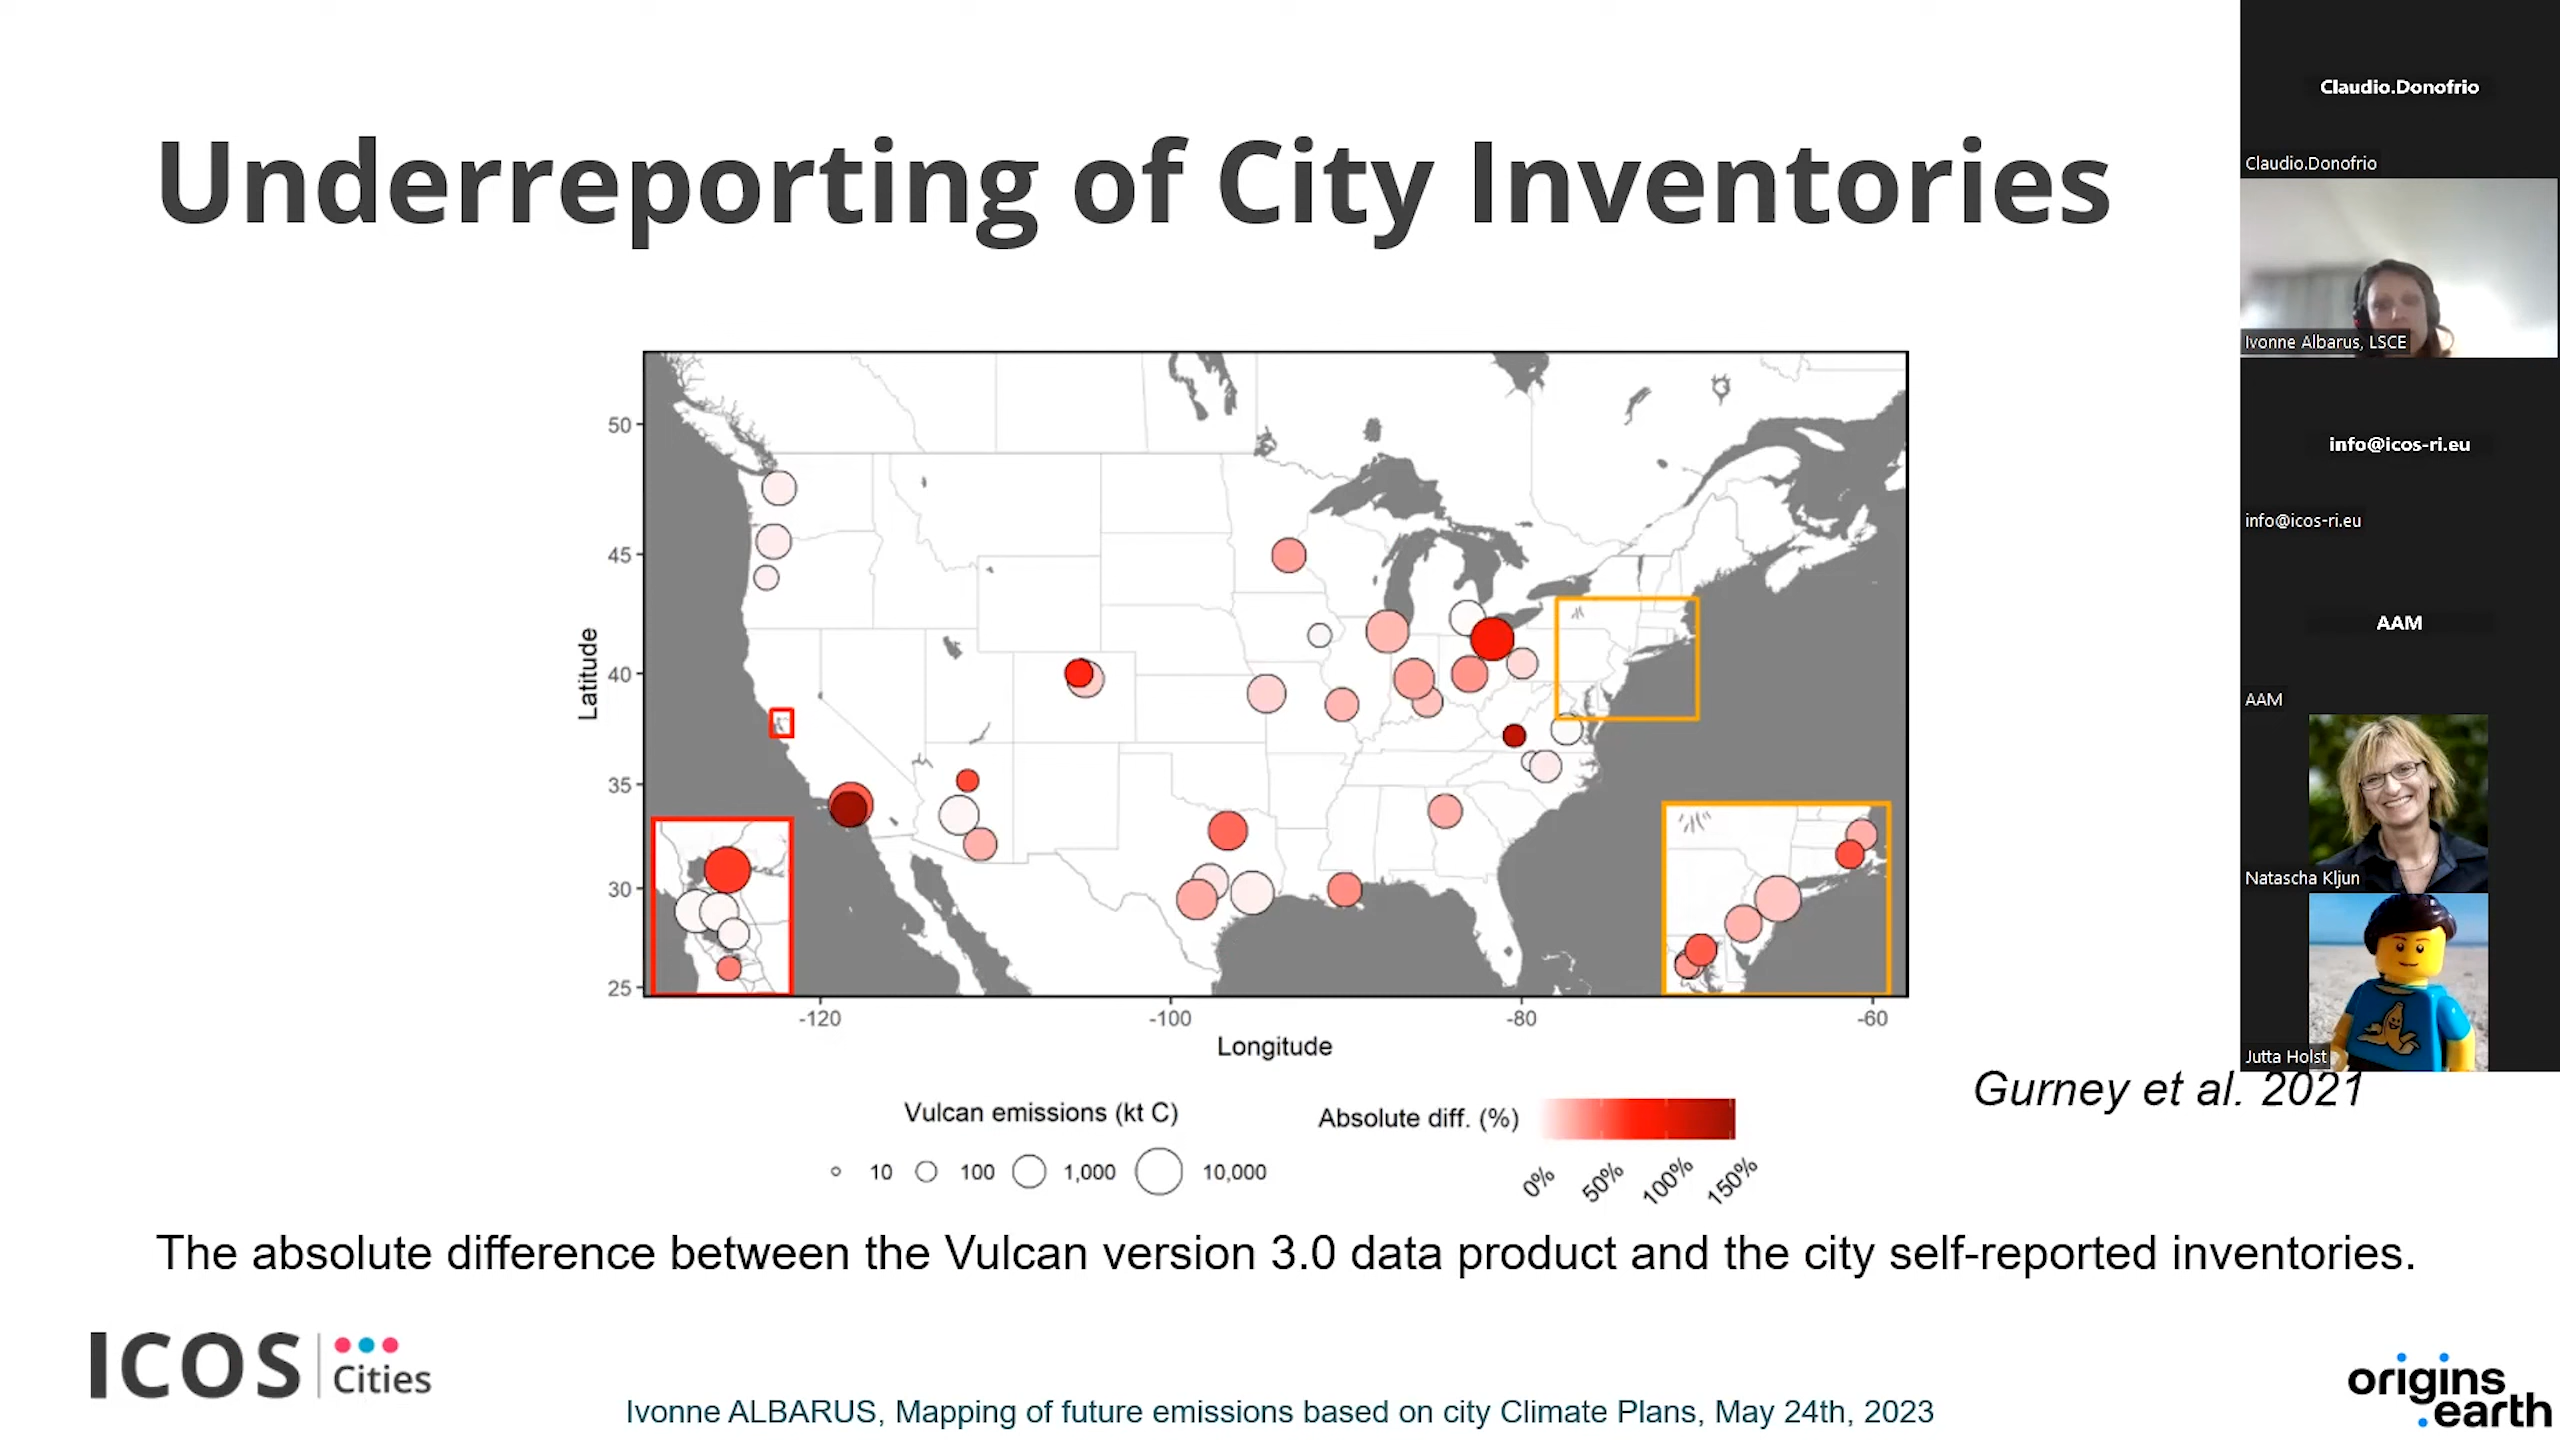 Underreporting of City Inventories
50
45
40
35
30
25
Latitude
-120
-100
-80
-60
Longitude
Vulcan emissions (kt C)
10
100
1,000
10,000
Absolute diff. (%)
0%
50%
100%
150%
Gurney et al. 2021
The absolute difference between the Vulcan version 3.0 data product and the city self-reported inventories.
ICOS Cities
Ivonne ALBARUS, Mapping of future emissions based on city Climate Plans, May 24th, 2023
origins
.earth
Claudio.Donofrio
Claudio.Donofrio
Ivonne Albarus, LSCE
info@icos-ri.eu
info@icos-ri.eu
AAM
AAM
Natascha Kljun
Jutta Holst